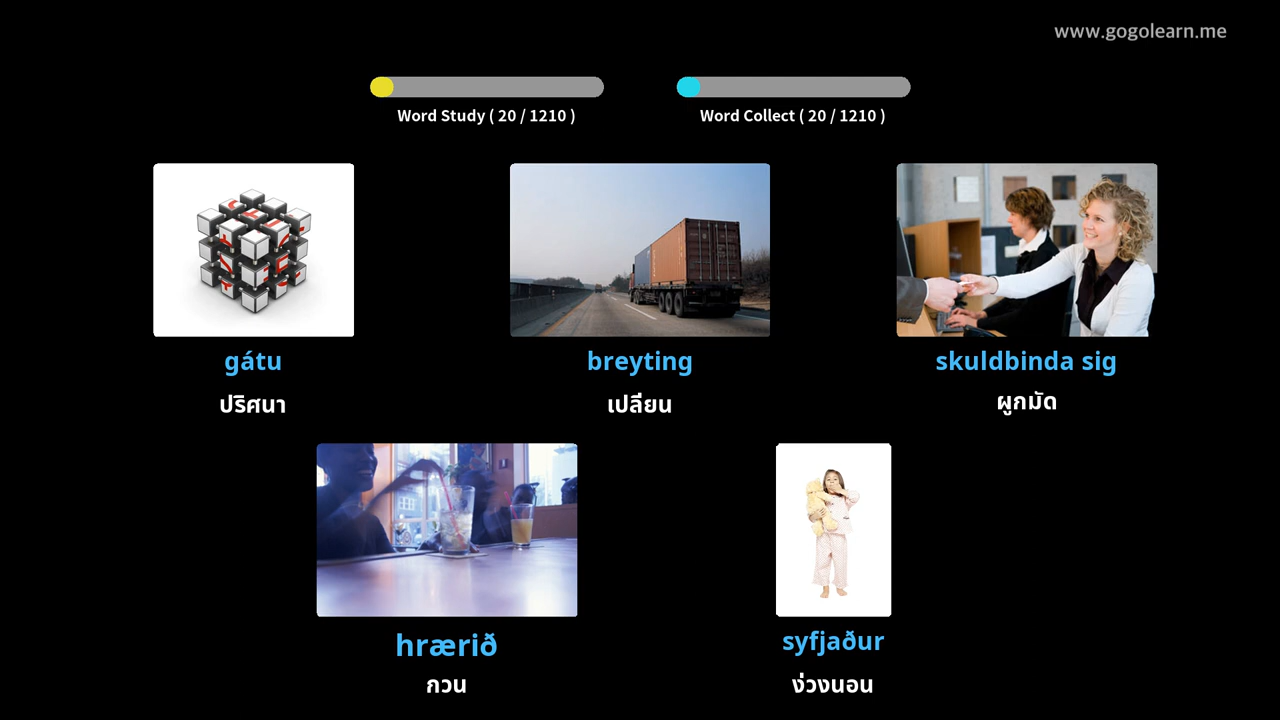 www.gogolearn.me
Word Study ( 20 / 1210 )
Word Collect ( 20 / 1210 )
gátu
breyting
skuldbinda sig
ปริศนา
เปลี่ยน
ผูกมัด
hrærið
syfjaður
กวน
ง่วงนอน